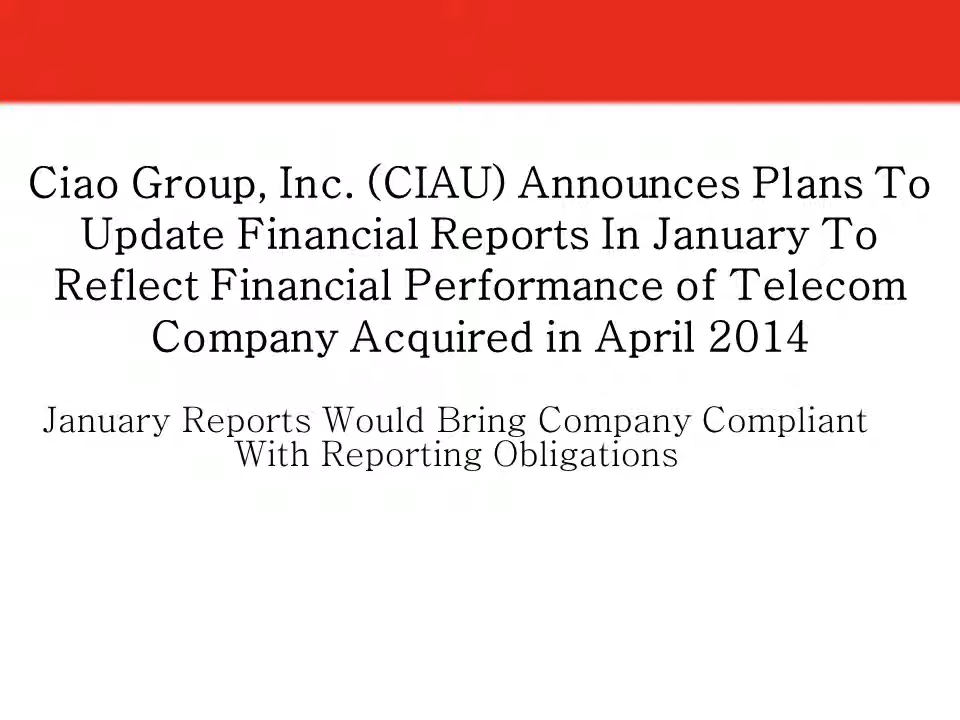 Ciao Group, Inc. (CIAU) Announces Plans To
Update Financial Reports In January To
Reflect Financial Performance of Telecom
Company Acquired in April 2014
January Reports Would Bring Company Compliant
With Reporting Obligations